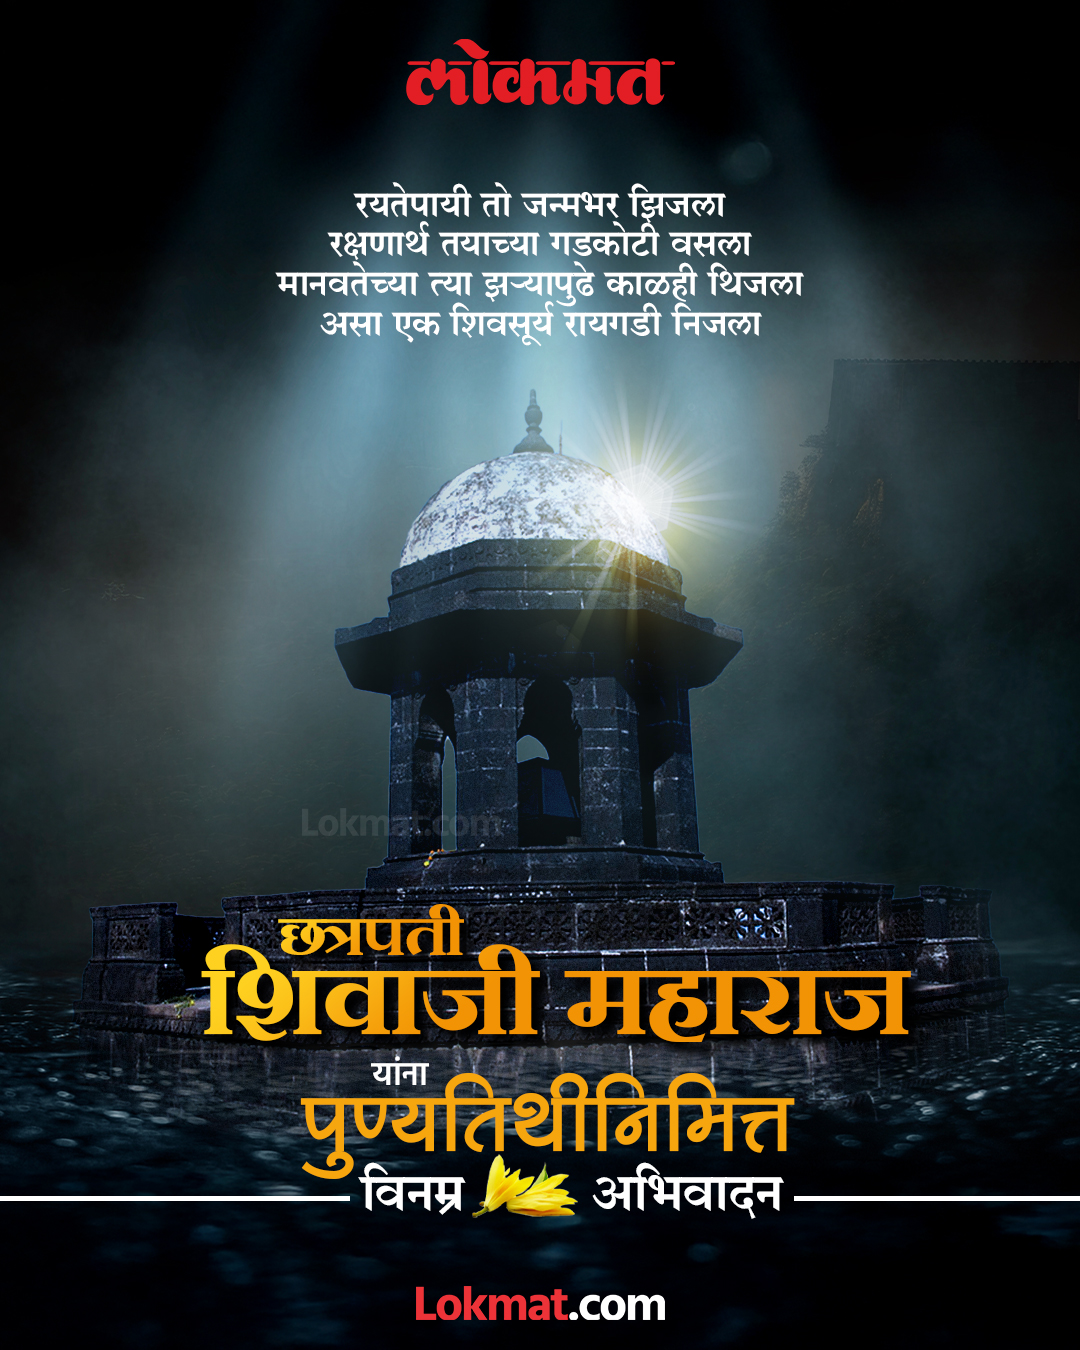 लोकमत
रयतेपायी तो जन्मभर झिजला
रक्षणार्थ तयाच्या गडकोटी वसला
मानवतेच्या त्या झऱ्यापुढे काळही थिजला
असा एक शिवसूर्य रायगडी निजला
Lokmat.com
छत्रपती
शिवाजी महाराज
यांना
पुण्यतिथीनिमित्त
विनम्र अभिवादन
Lokmat.com